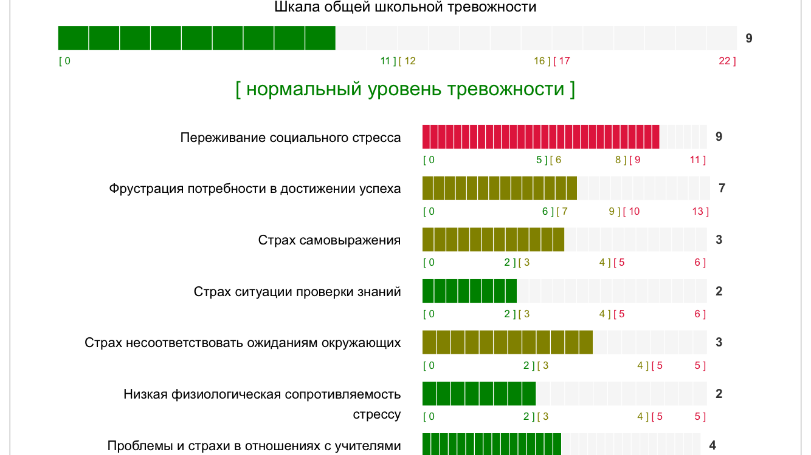 Шкала общей школьной тревожности
9
[ 0 11 ] [ 12 16 ] [ 17 22 ]
[ нормальный уровень тревожности ]
Переживание социального стресса 9
[ 0 5 ] [ 6 8 ] [ 9 11 ]
Фрустрация потребности в достижении успеха 7
[ 0 6 ] [ 7 9 ] [ 10 13 ]
Страх самовыражения 3
[ 0 2 ] [ 3 4 ] [ 5 6 ]
Страх ситуации проверки знаний 2
[ 0 2 ] [ 3 4 ] [ 5 6 ]
Страх несоответствовать ожиданиям окружающих 3
[ 0 2 ] [ 3 4 ] [ 5 5 ]
Низкая физиологическая сопротивляемость
стрессу
2
[ 0 2 ] [ 3 4 ] [ 5 5 ]
Проблемы и страхи в отношениях с учителями 4